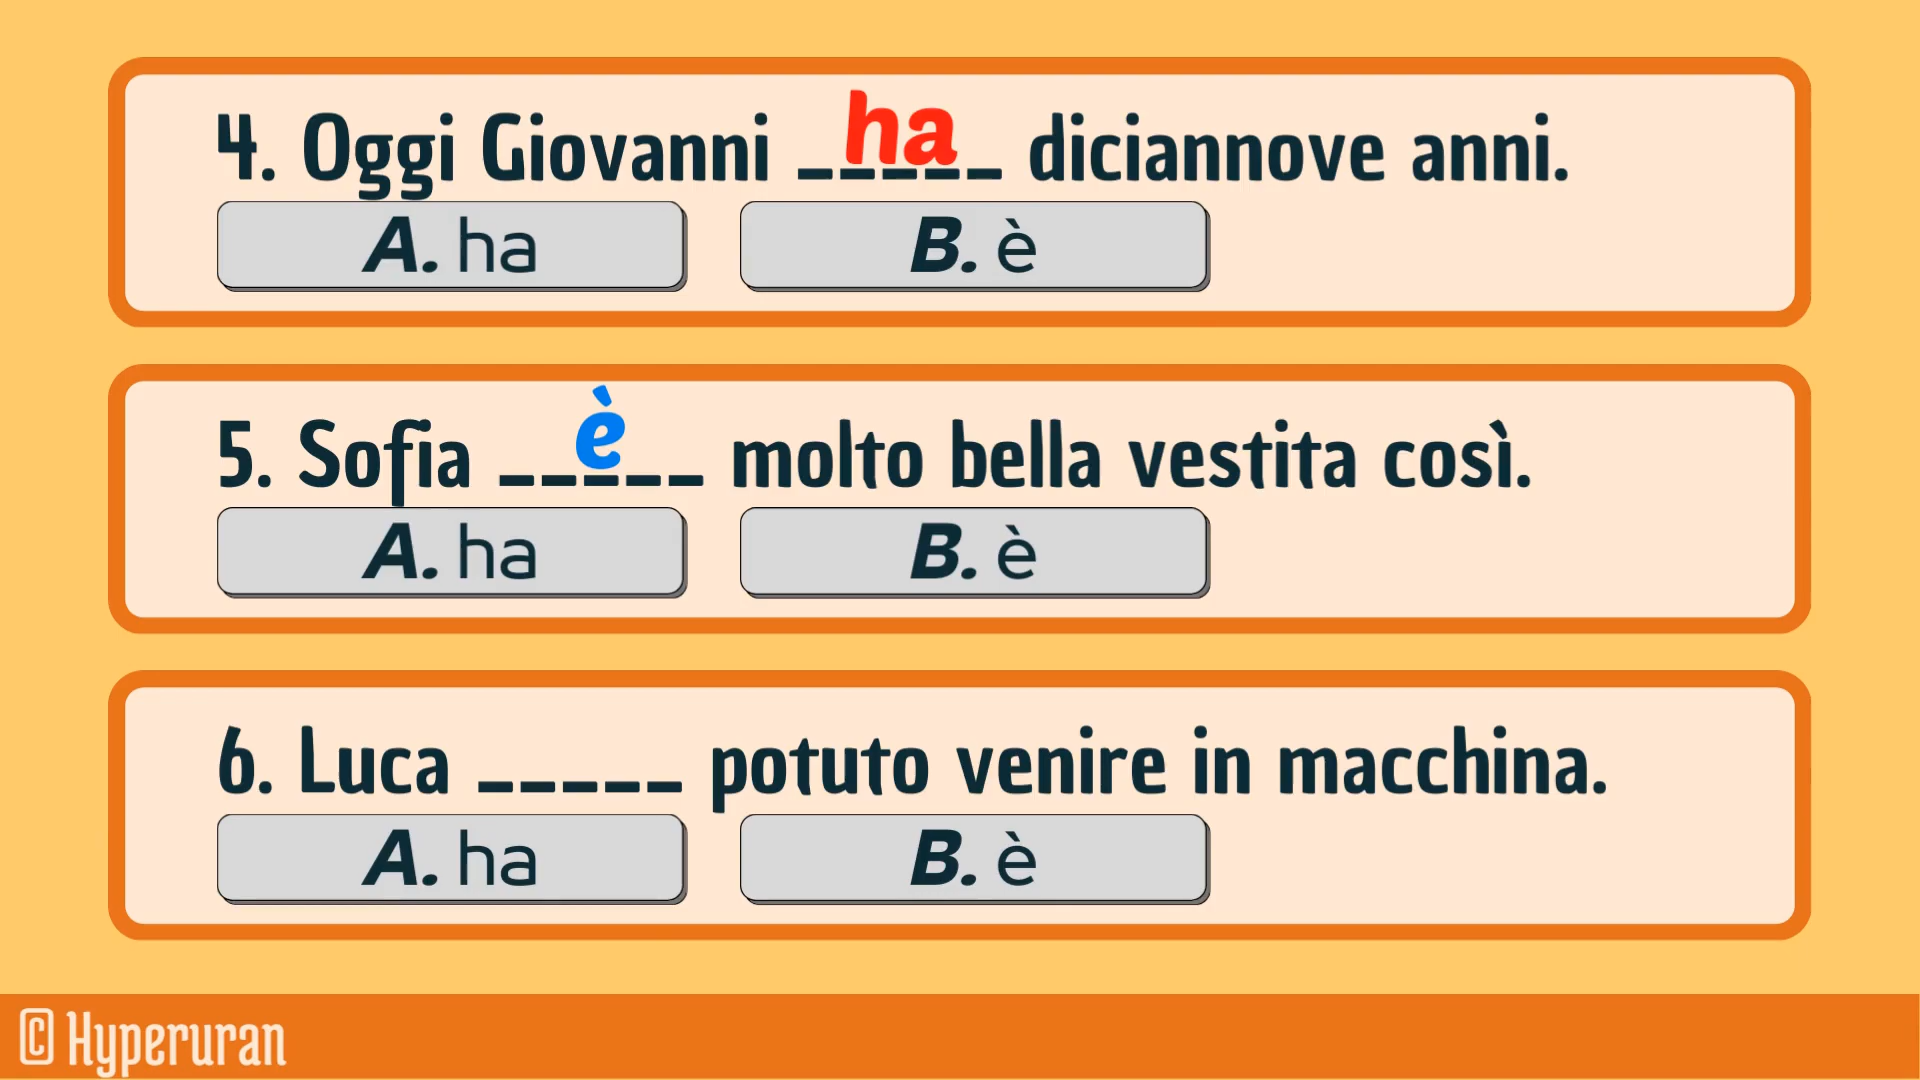 4. Oggi Giovanni _ha_ diciannove anni.
A. ha B. è
5. Sofia __è__ molto bella vestita così.
A. ha B. è
6. Luca _____ potuto venire in macchina.
A. ha B. è
© Hyperuran